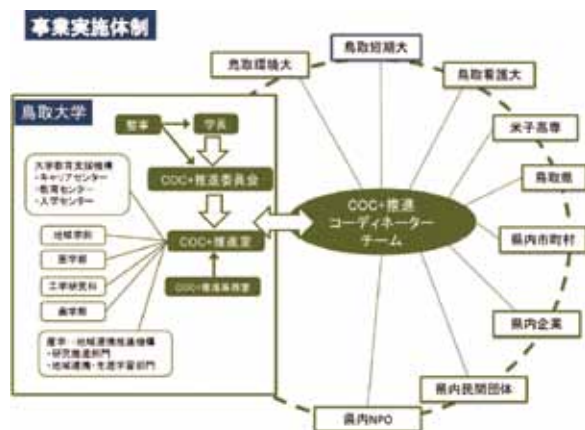 事業実施体制
鳥取大学
監事
学長
COC+推進委員会
COC+推進室
大学教育支援機構
・キャリアセンター
・教育センター
・入学センター
地域学部
医学部
工学研究科
農学部
産学・地域連携推進機構
・研究推進部門
・地域連携・生涯学習部門
COC+推進
コーディネーター
チーム
鳥取環境大
鳥取短期大
鳥取看護大
米子高専
鳥取県
県内市町村
県内企業
県内民間団体
県内NPO